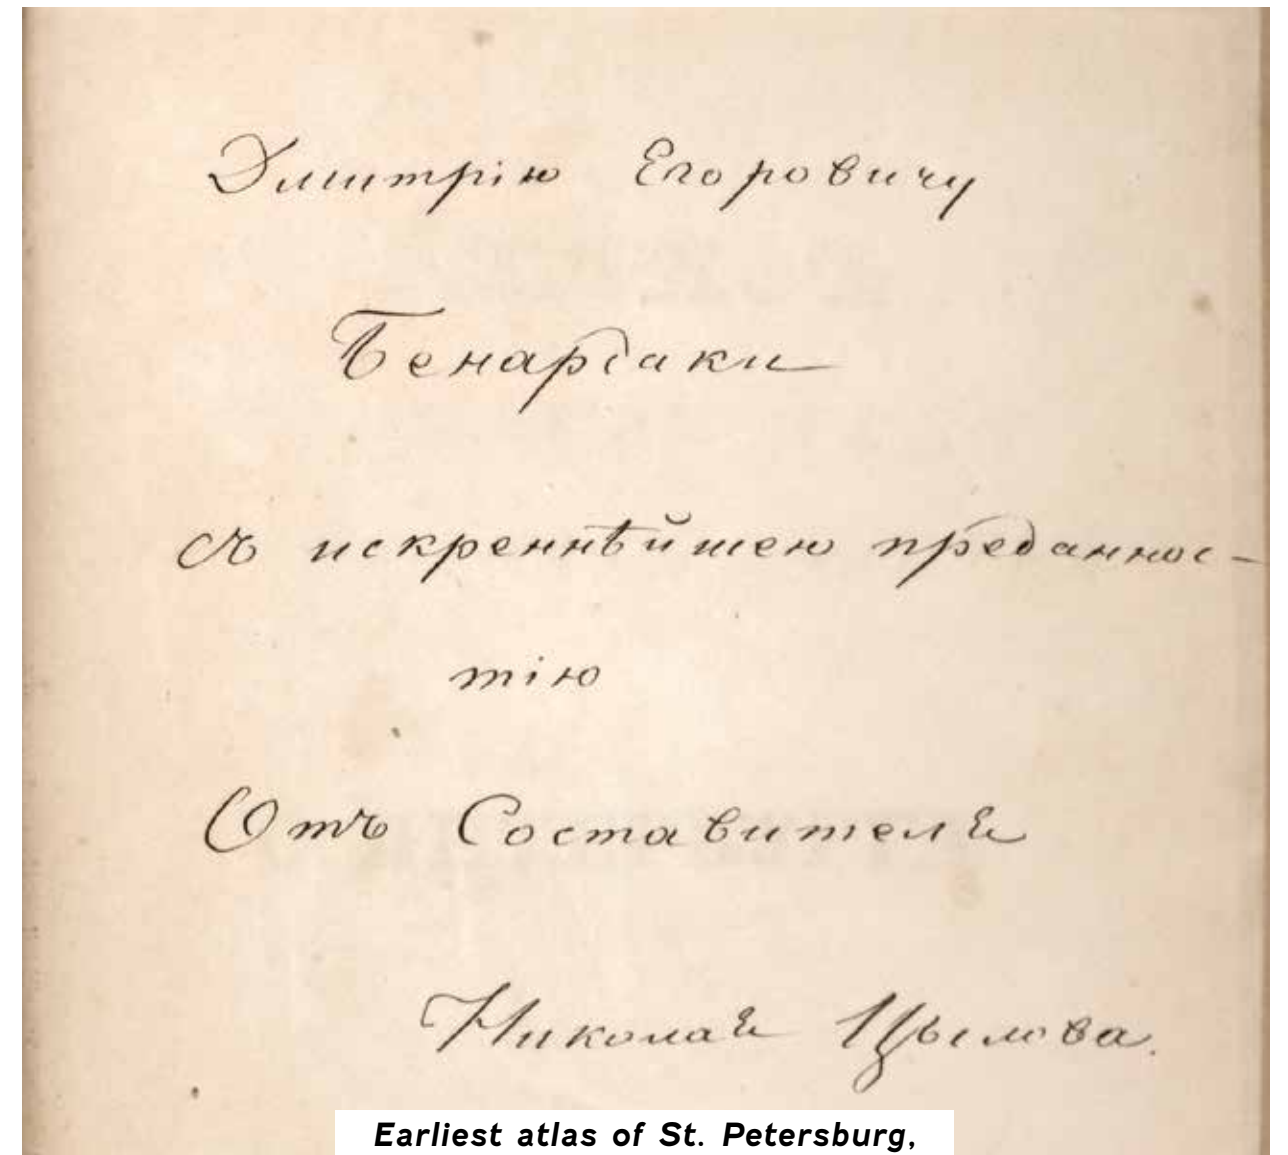 Дмитрію Егоровичу
Бенардаки
съ искреннѣйшею преданнос-
тію
Отъ Составителя
Николая Цылова.
Earliest atlas of St. Petersburg,